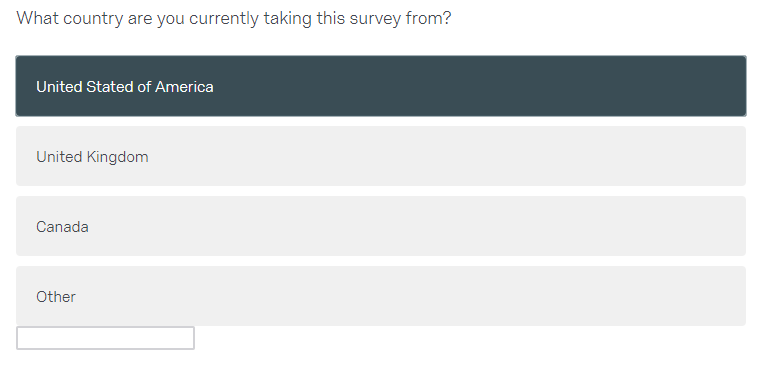 What country are you currently taking this survey from?
United Stated of America
United Kingdom
Canada
Other